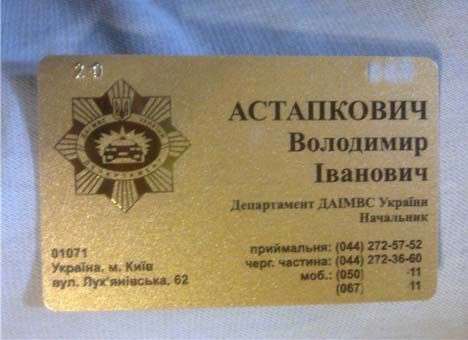 20
АСТАПКОВИЧ
Володимир
Іванович
Департамент ДАІМВС України
Начальник
01071
Україна, м. Київ
вул. Лук'янівська, 62
приймальня: (044) 272-57-52
черг. частина: (044) 272-36-60
моб.: (050) 11
(067) 11